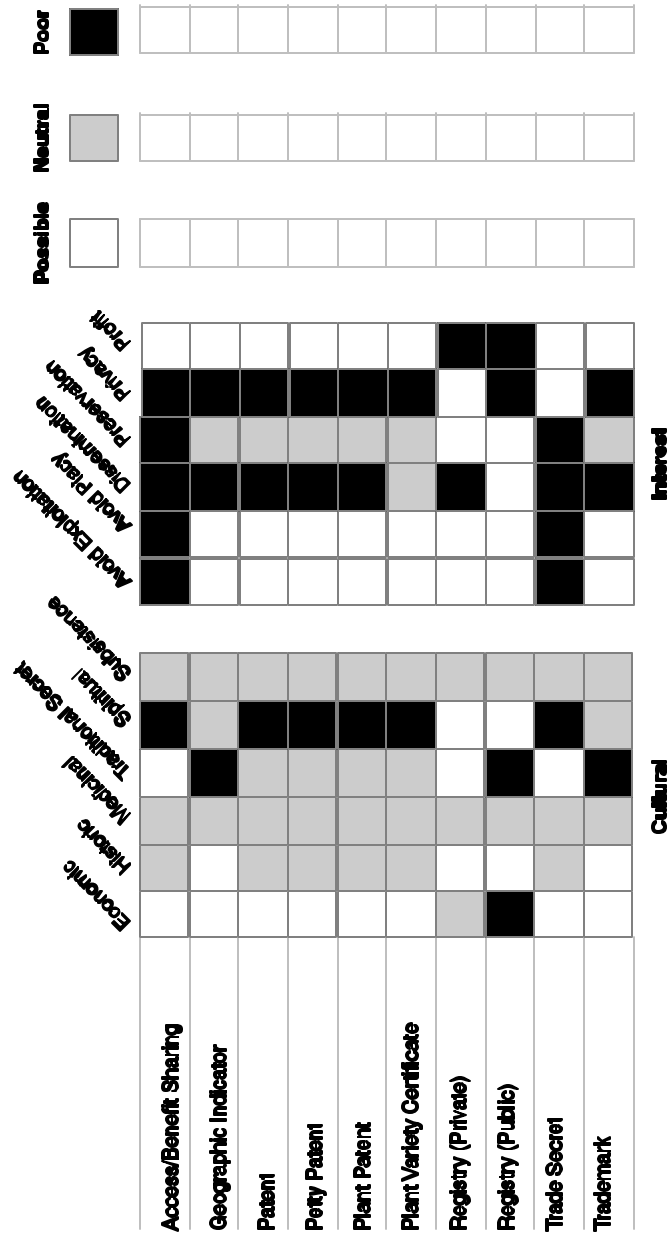 Economic
Historic
Medicinal
Traditional Secret
Spiritual
Subsistence
Avoid Exploitation
Avoid Piacy
Dissemination
Preservation
Privacy
Profit
Possible
Neutral
Poor
Access/Benefit Sharing
Geographic Indicator
Patent
Petty Patent
Plant Patent
Plant Variety Certificate
Registry (Private)
Registry (Public)
Trade Secret
Trademark
Cultural
Interest